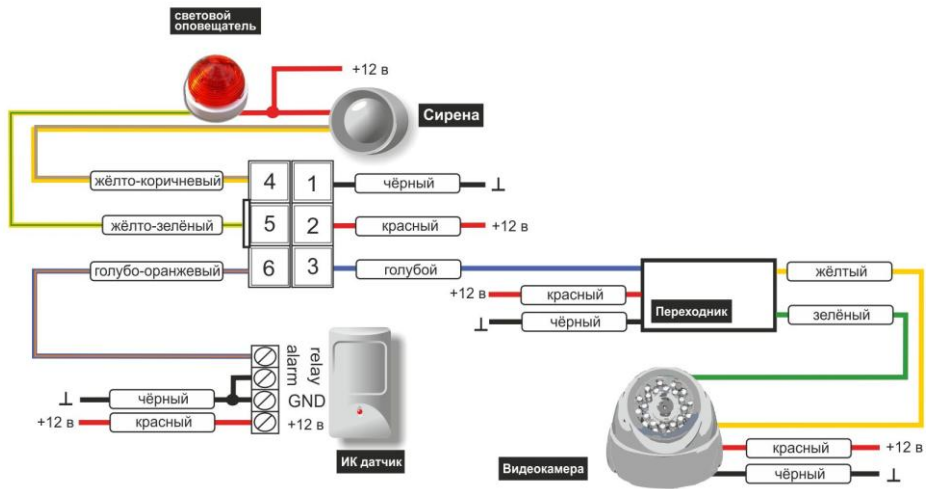 световой
оповещатель
+12 в
Сирена
жёлто-коричневый
4
1
чёрный
жёлто-зелёный
5
2
красный
+12 в
голубо-оранжевый
6
3
голубой
жёлтый
+12 в
красный
Переходник
зелёный
чёрный
alarm
relay
чёрный
GND
+12 в
красный
+12 в
ИК датчик
Видеокамера
красный
+12 в
чёрный